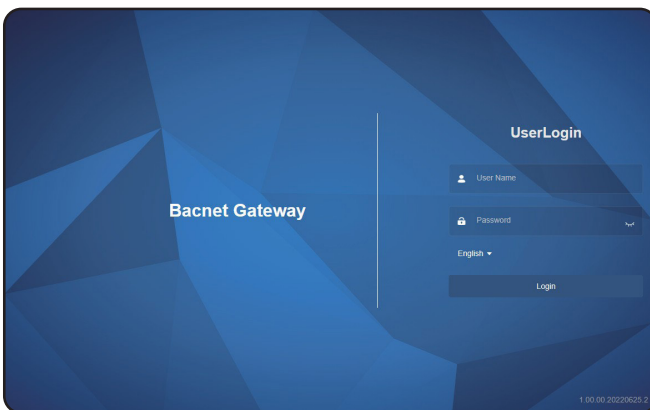 Bacnet Gateway
UserLogin
User Name
Password
English
Login
1.00.00.20220625.2